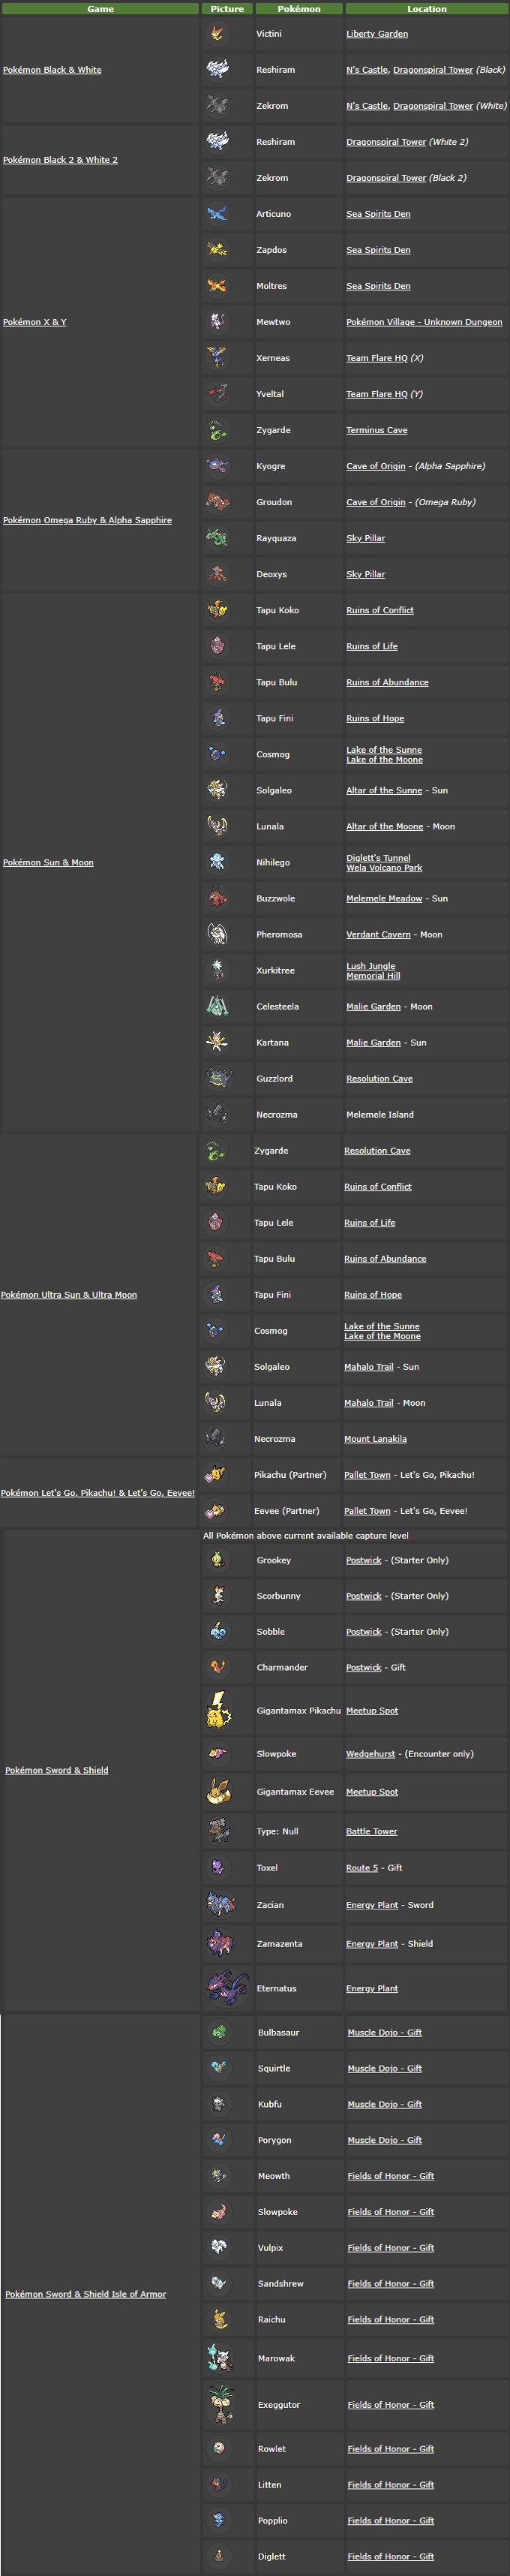 Game Picture Pokémon Location
Pokémon Black & White
Victini Liberty Garden
Reshiram N's Castle, Dragonspiral Tower (Black)
Zekrom N's Castle, Dragonspiral Tower (White)
Pokémon Black 2 & White 2
Reshiram Dragonspiral Tower (White 2)
Zekrom Dragonspiral Tower (Black 2)
Pokémon X & Y
Articuno Sea Spirits Den
Zapdos Sea Spirits Den
Moltres Sea Spirits Den
Mewtwo Pokémon Village - Unknown Dungeon
Xerneas Team Flare HQ (X)
Yveltal Team Flare HQ (Y)
Zygarde Terminus Cave
Pokémon Omega Ruby & Alpha Sapphire
Kyogre Cave of Origin - (Alpha Sapphire)
Groudon Cave of Origin - (Omega Ruby)
Rayquaza Sky Pillar
Deoxys Sky Pillar
Pokémon Sun & Moon
Tapu Koko Ruins of Conflict
Tapu Lele Ruins of Life
Tapu Bulu Ruins of Abundance
Tapu Fini Ruins of Hope
Cosmog Lake of the Sunne
Lake of the Moone
Solgaleo Altar of the Sunne - Sun
Lunala Altar of the Moone - Moon
Nihilego Diglett's Tunnel
Wela Volcano Park
Buzzwole Melemele Meadow - Sun
Pheromosa Verdant Cavern - Moon
Xurkitree Lush Jungle
Memorial Hill
Celesteela Malie Garden - Moon
Kartana Malie Garden - Sun
Guzzlord Resolution Cave
Necrozma Melemele Island
Pokémon Ultra Sun & Ultra Moon
Zygarde Resolution Cave
Tapu Koko Ruins of Conflict
Tapu Lele Ruins of Life
Tapu Bulu Ruins of Abundance
Tapu Fini Ruins of Hope
Cosmog Lake of the Sunne
Lake of the Moone
Solgaleo Mahalo Trail - Sun
Lunala Mahalo Trail - Moon
Necrozma Mount Lanakila
Pokémon Let's Go, Pikachu! & Let's Go, Eevee!
Pikachu (Partner) Pallet Town - Let's Go, Pikachu!
Eevee (Partner) Pallet Town - Let's Go, Eevee!
Pokémon Sword & Shield
All Pokémon above current available capture level
Grookey Postwick - (Starter Only)
Scorbunny Postwick - (Starter Only)
Sobble Postwick - (Starter Only)
Charmander Postwick - Gift
Gigantamax Pikachu Meetup Spot
Slowpoke Wedgehurst - (Encounter only)
Gigantamax Eevee Meetup Spot
Type: Null Battle Tower
Toxel Route 5 - Gift
Zacian Energy Plant - Sword
Zamazenta Energy Plant - Shield
Eternatus Energy Plant
Pokémon Sword & Shield Isle of Armor
Bulbasaur Muscle Dojo - Gift
Squirtle Muscle Dojo - Gift
Kubfu Muscle Dojo - Gift
Porygon Muscle Dojo - Gift
Meowth Fields of Honor - Gift
Slowpoke Fields of Honor - Gift
Vulpix Fields of Honor - Gift
Sandshrew Fields of Honor - Gift
Raichu Fields of Honor - Gift
Marowak Fields of Honor - Gift
Exeggutor Fields of Honor - Gift
Rowlet Fields of Honor - Gift
Litten Fields of Honor - Gift
Popplio Fields of Honor - Gift
Diglett Fields of Honor - Gift